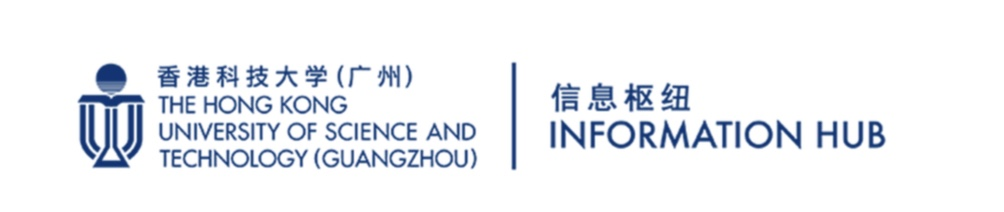 香港科技大学(广州)
THE HONG KONG
UNIVERSITY OF SCIENCE AND
TECHNOLOGY (GUANGZHOU)
信息枢纽
INFORMATION HUB